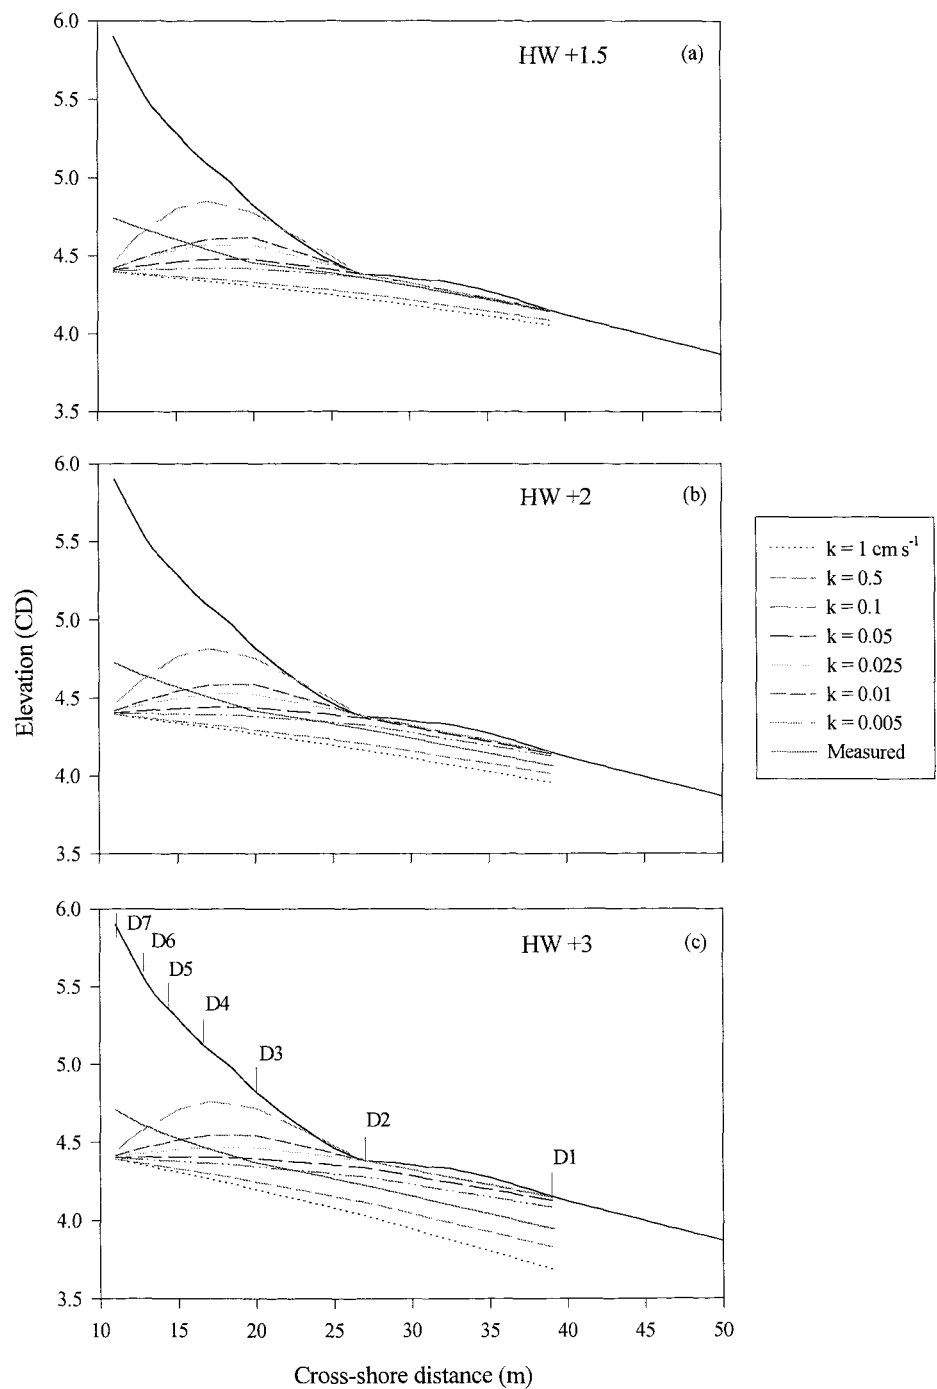 6.0
HW +1.5
(a)
5.5
5.0
4.5
4.0
3.5
6.0
HW +2
(b)
5.5
5.0
4.5
4.0
3.5
k = 1 cm s⁻¹
k = 0.5
k = 0.1
k = 0.05
k = 0.025
k = 0.01
k = 0.005
Measured
Elevation (CD)
6.0
D7
HW +3
(c)
D6
D5
5.5
D4
5.0
D3
D2
4.5
D1
4.0
3.5
10 15 20 25 30 35 40 45 50
Cross-shore distance (m)